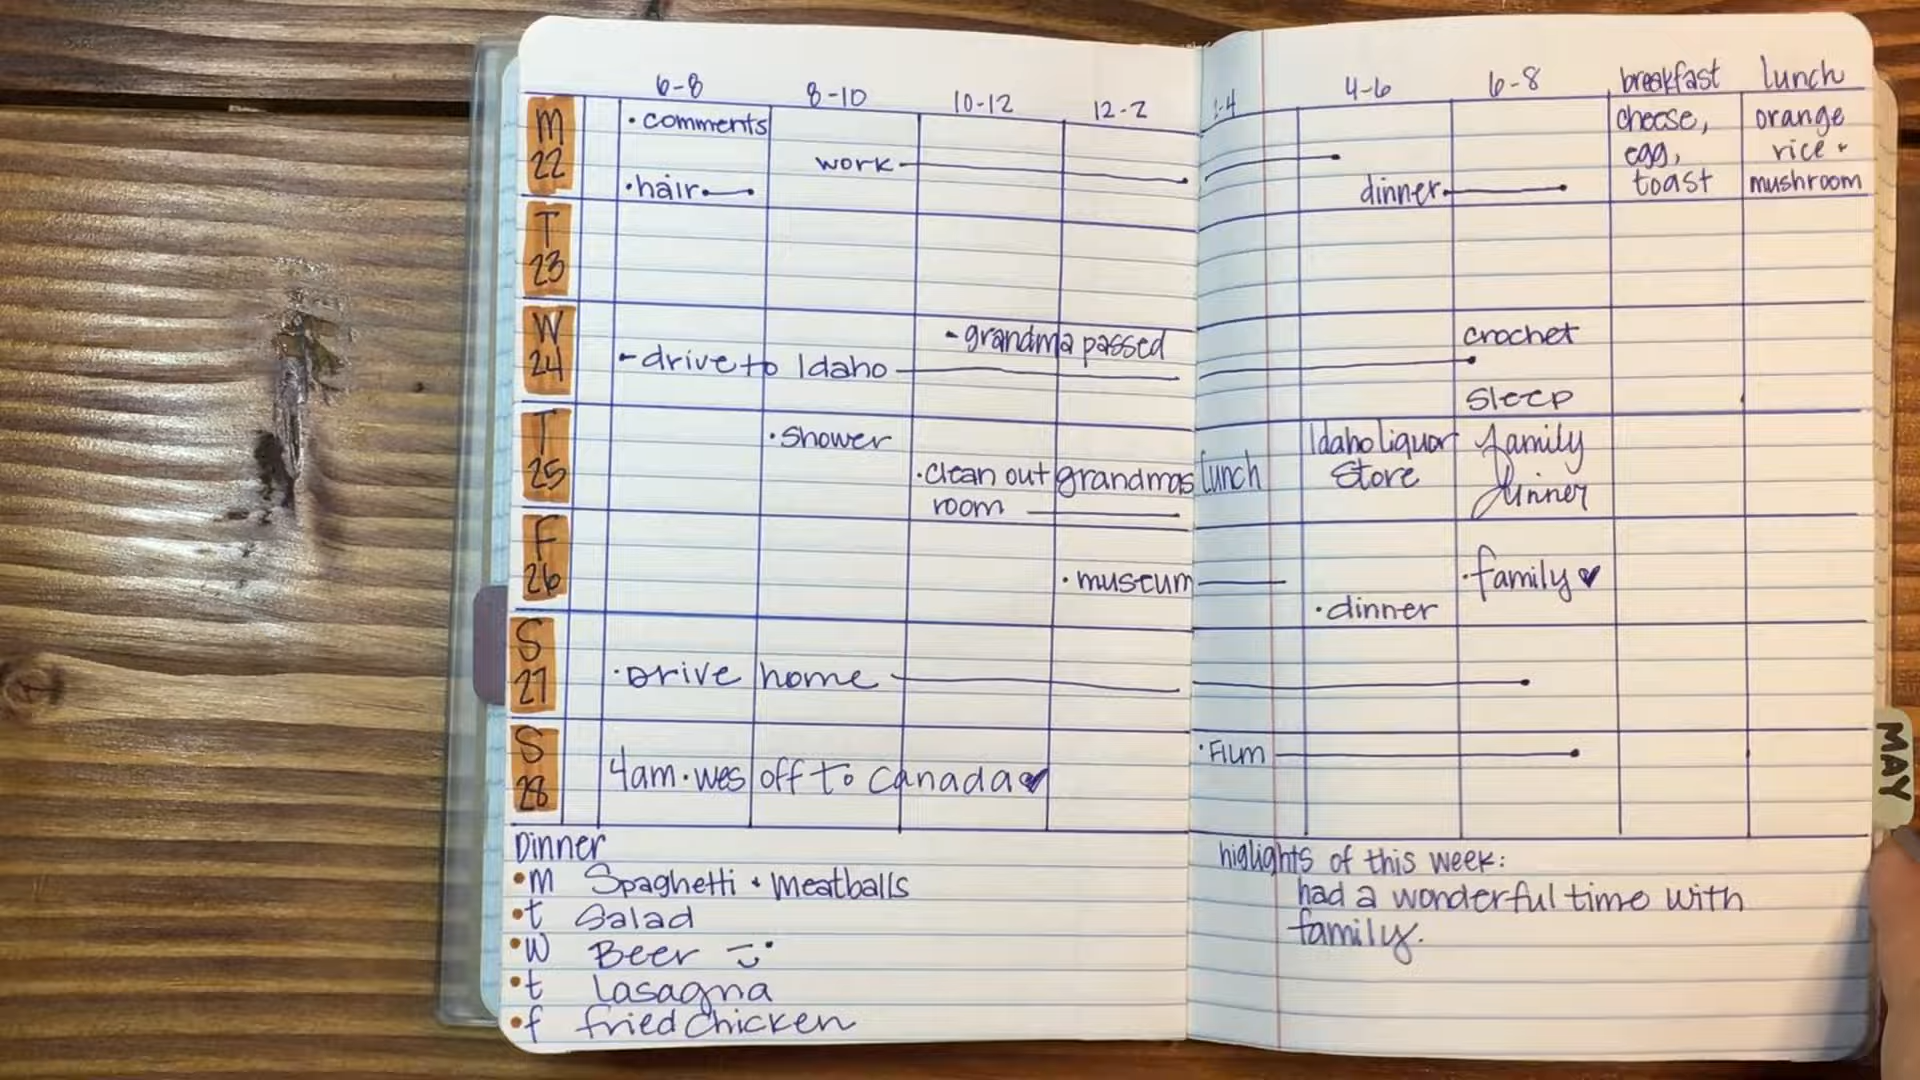 6-8 8-10 10-12 12-2 2-4 4-6 6-8 breakfast lunch
M
22
• comments
work
• hair
dinner
cheese,
egg,
toast
orange
rice +
mushroom
T
23
W
24
- drive to Idaho
- grandma passed
crochet
sleep
T
25
• shower
• clean out grandmas
room
lunch
Idaho liquor
Store
family
dinner
F
26
• museum
• dinner
• family ♥
S
27
• Drive home
S
28
4am • wes off to Canada ♥
• Film
Dinner
• m Spaghetti + meatballs
• t Salad
• W Beer
• t Lasagna
• f fried chicken
higlights of this week:
had a wonderful time with
family.
MAY